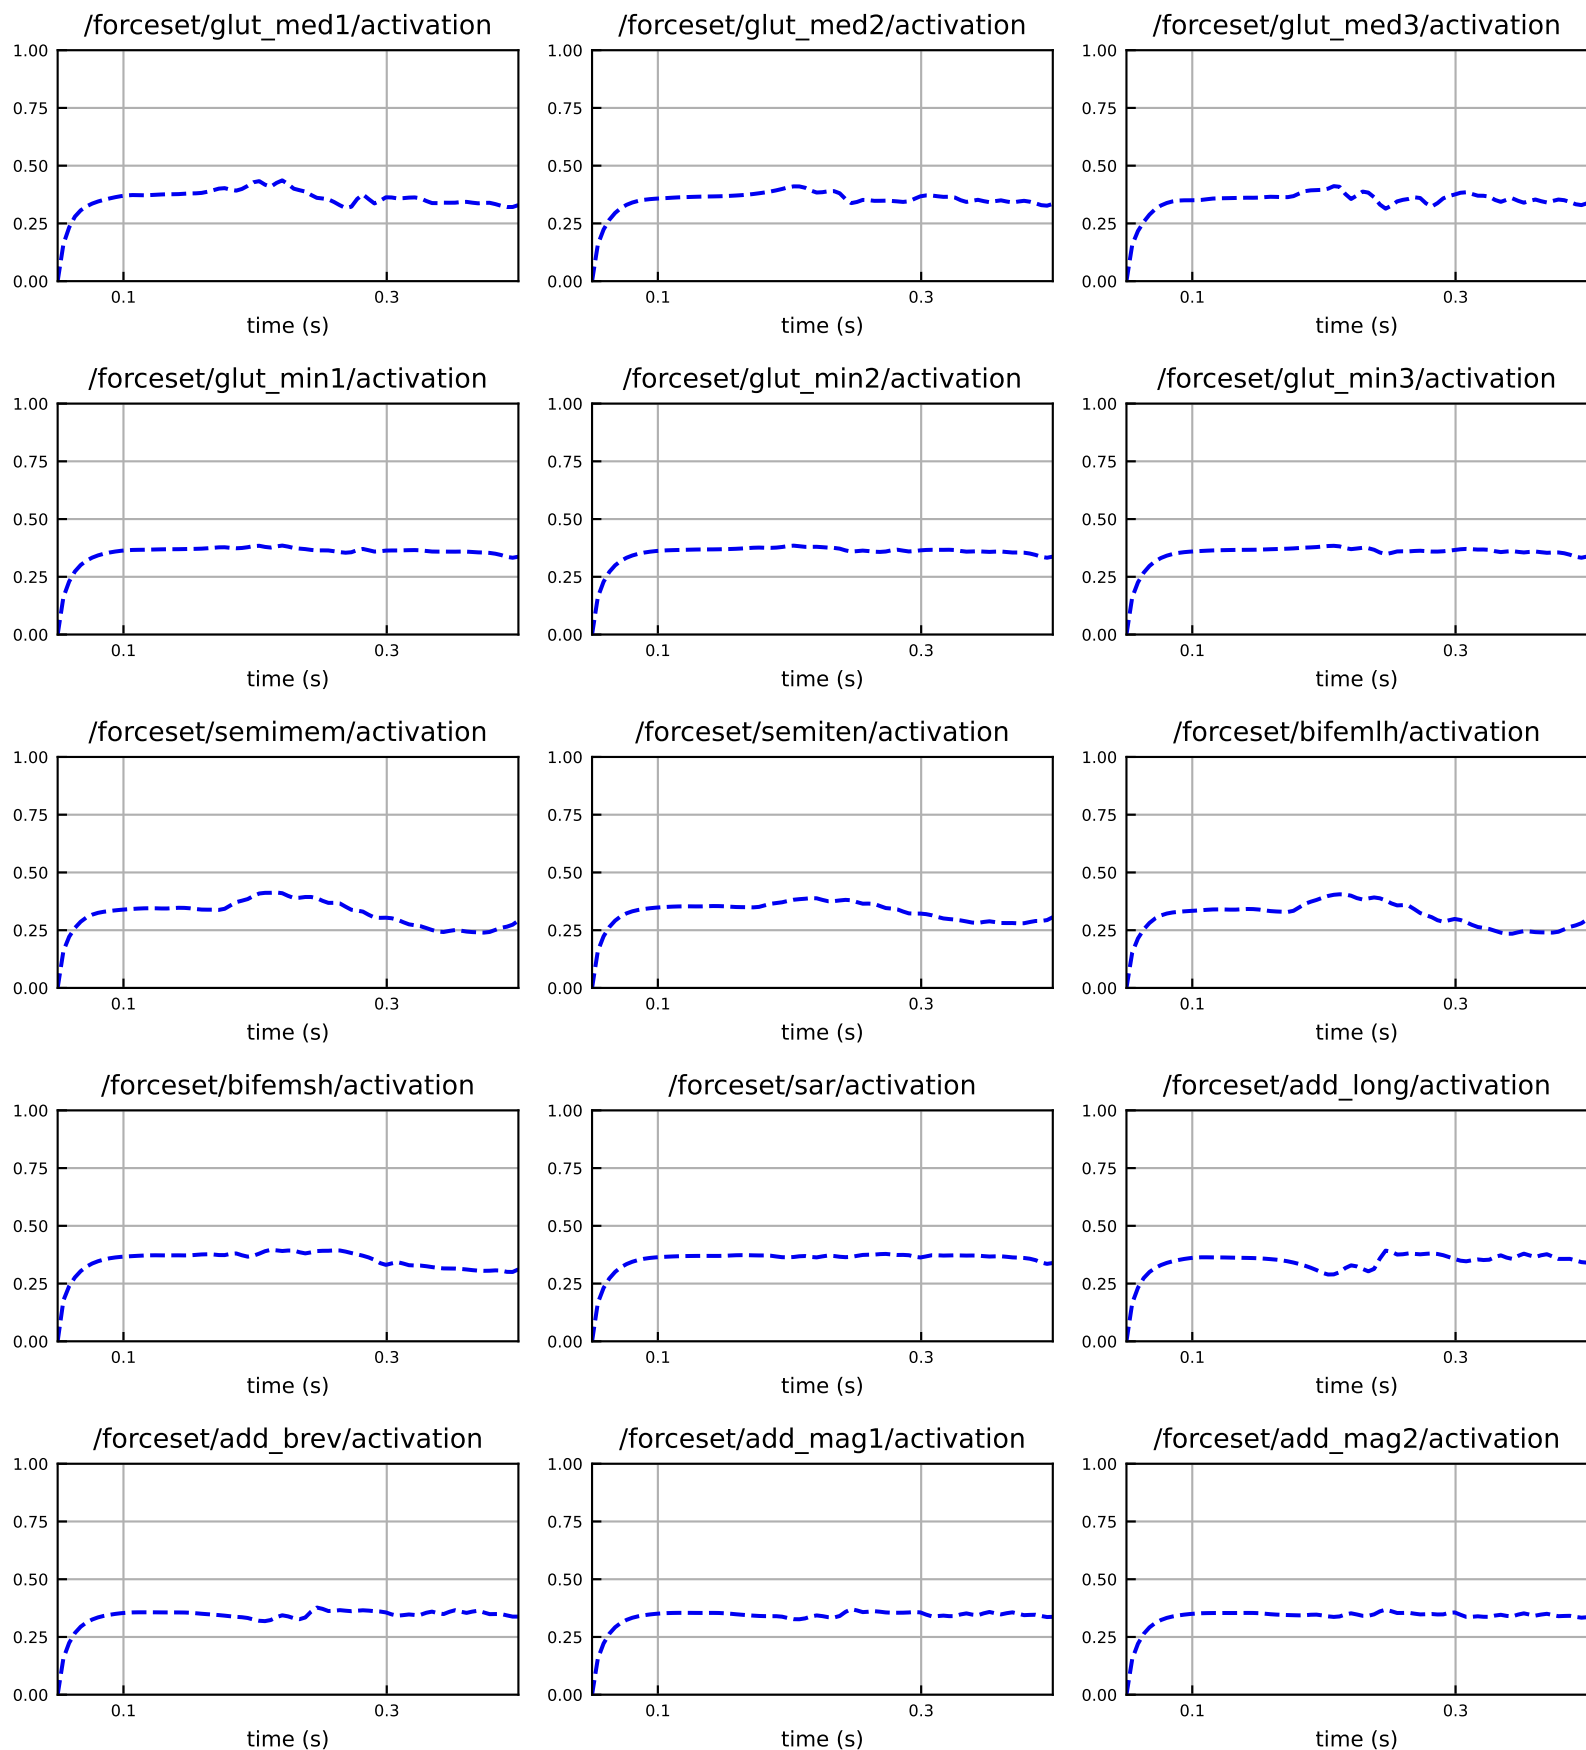 /forceset/glut_med1/activation /forceset/glut_med2/activation /forceset/glut_med3/activation
1.00 1.00 1.00
0.75 0.75 0.75
0.50 0.50 0.50
0.25 0.25 0.25
0.00 0.00 0.00
0.1 0.3 0.1 0.3 0.1 0.3
time (s) time (s) time (s)
/forceset/glut_min1/activation /forceset/glut_min2/activation /forceset/glut_min3/activation
1.00 1.00 1.00
0.75 0.75 0.75
0.50 0.50 0.50
0.25 0.25 0.25
0.00 0.00 0.00
0.1 0.3 0.1 0.3 0.1 0.3
time (s) time (s) time (s)
/forceset/semimem/activation /forceset/semiten/activation /forceset/bifemlh/activation
1.00 1.00 1.00
0.75 0.75 0.75
0.50 0.50 0.50
0.25 0.25 0.25
0.00 0.00 0.00
0.1 0.3 0.1 0.3 0.1 0.3
time (s) time (s) time (s)
/forceset/bifemsh/activation /forceset/sar/activation /forceset/add_long/activation
1.00 1.00 1.00
0.75 0.75 0.75
0.50 0.50 0.50
0.25 0.25 0.25
0.00 0.00 0.00
0.1 0.3 0.1 0.3 0.1 0.3
time (s) time (s) time (s)
/forceset/add_brev/activation /forceset/add_mag1/activation /forceset/add_mag2/activation
1.00 1.00 1.00
0.75 0.75 0.75
0.50 0.50 0.50
0.25 0.25 0.25
0.00 0.00 0.00
0.1 0.3 0.1 0.3 0.1 0.3
time (s) time (s) time (s)